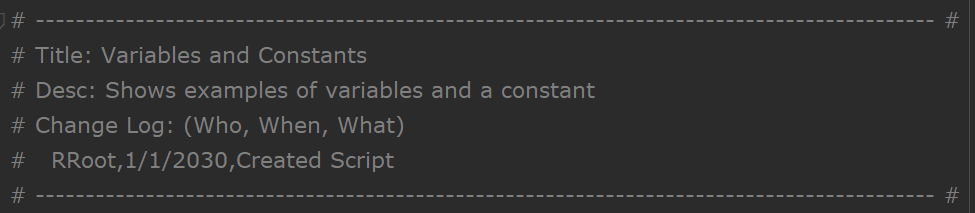 # ------------------------------------------------------------------------------------------ #
# Title: Variables and Constants
# Desc: Shows examples of variables and a constant
# Change Log: (Who, When, What)
#   RRoot,1/1/2030,Created Script
# ------------------------------------------------------------------------------------------ #